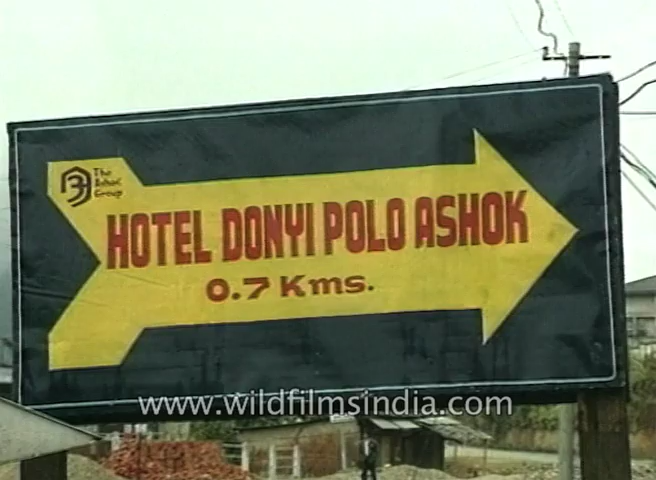 The
Ashok
Group
HOTEL DONYI POLO ASHOK
0.7 Kms.
www.wildfilmsindia.com